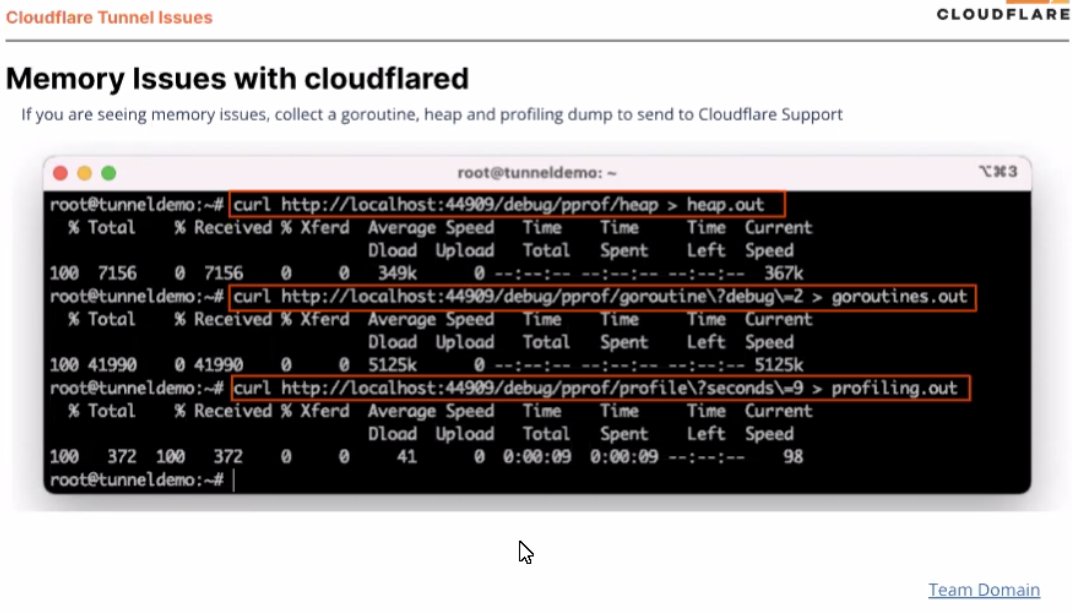 Cloudflare Tunnel Issues
CLOUDFLARE
Memory Issues with cloudflared
If you are seeing memory issues, collect a goroutine, heap and profiling dump to send to Cloudflare Support
root@tunneldemo: ~
⌥⌘3
root@tunneldemo:~# curl http://localhost:44909/debug/pprof/heap > heap.out
% Total % Received % Xferd Average Speed Time Time Time Current
Dload Upload Total Spent Left Speed
100 7156 0 7156 0 0 349k 0 --:--:-- --:--:-- --:--:-- 367k
root@tunneldemo:~# curl http://localhost:44909/debug/pprof/goroutine\?debug\=2 > goroutines.out
% Total % Received % Xferd Average Speed Time Time Time Current
Dload Upload Total Spent Left Speed
100 41990 0 41990 0 0 5125k 0 --:--:-- --:--:-- --:--:-- 5125k
root@tunneldemo:~# curl http://localhost:44909/debug/pprof/profile\?seconds\=9 > profiling.out
% Total % Received % Xferd Average Speed Time Time Time Current
Dload Upload Total Spent Left Speed
100 372 100 372 0 0 41 0 0:00:09 0:00:09 --:--:-- 98
root@tunneldemo:~#
Team Domain